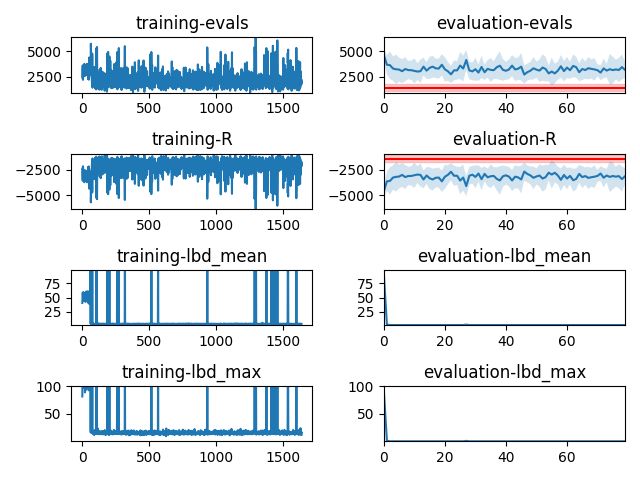 training-evals
5000
2500
0 500 1000 1500
evaluation-evals
5000
2500
0 20 40 60
training-R
−2500
−5000
0 500 1000 1500
evaluation-R
−2500
−5000
0 20 40 60
training-lbd_mean
75
50
25
0 500 1000 1500
evaluation-lbd_mean
75
50
25
0 20 40 60
training-lbd_max
100
50
0 500 1000 1500
evaluation-lbd_max
100
50
0 20 40 60